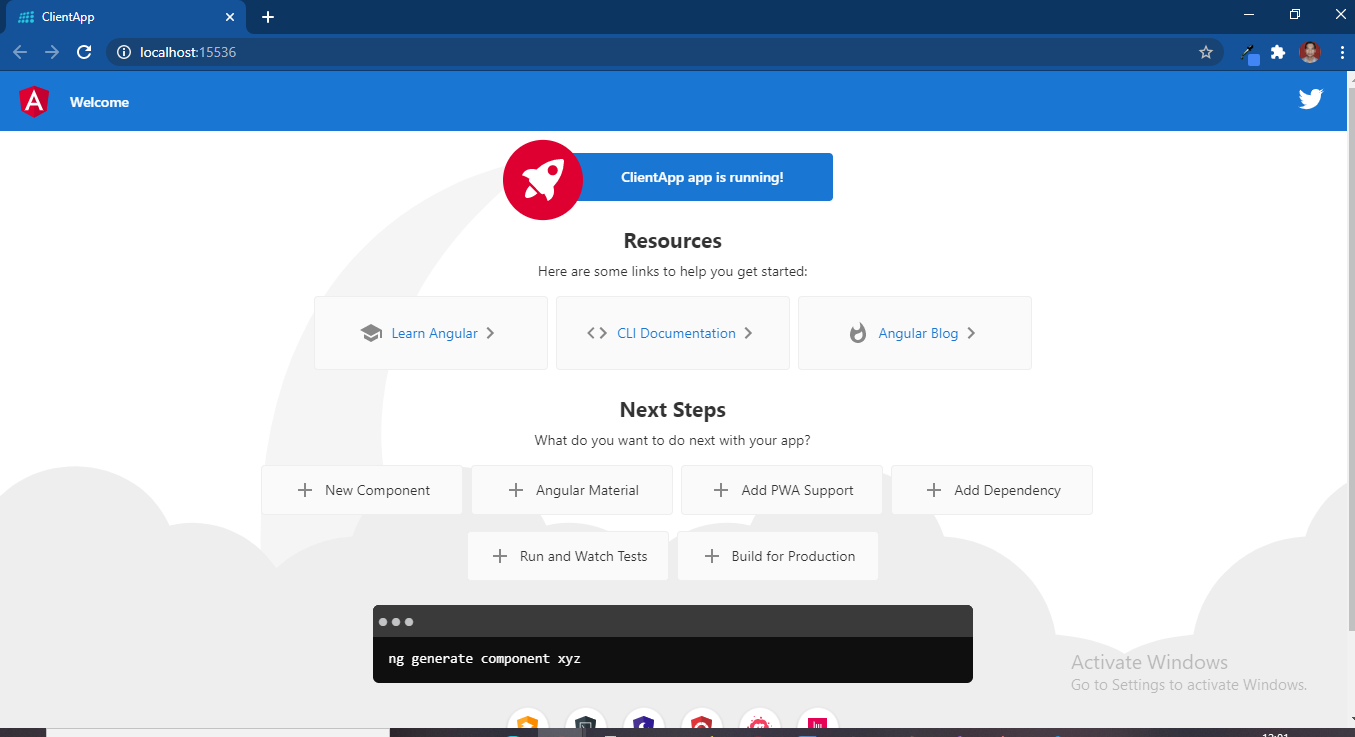 ClientApp
localhost:15536
Welcome
ClientApp app is running!
Resources
Here are some links to help you get started:
Learn Angular
CLI Documentation
Angular Blog
Next Steps
What do you want to do next with your app?
New Component
Angular Material
Add PWA Support
Add Dependency
Run and Watch Tests
Build for Production
ng generate component xyz
Activate Windows
Go to Settings to activate Windows.